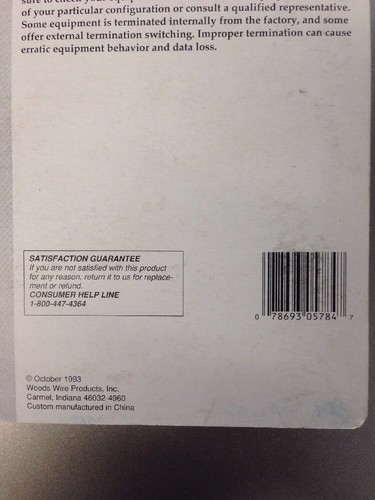 sure to check your
of your particular configuration or consult a qualified representative.
Some equipment is terminated internally from the factory, and some
offer external termination switching. Improper termination can cause
erratic equipment behavior and data loss.
SATISFACTION GUARANTEE
If you are not satisfied with this product
for any reason, return it to us for replace-
ment or refund.
CONSUMER HELP LINE
1-800-447-4364
0 78693 05784 7
© October 1993
Woods Wire Products, Inc.
Carmel, Indiana 46032-4960
Custom manufactured in China